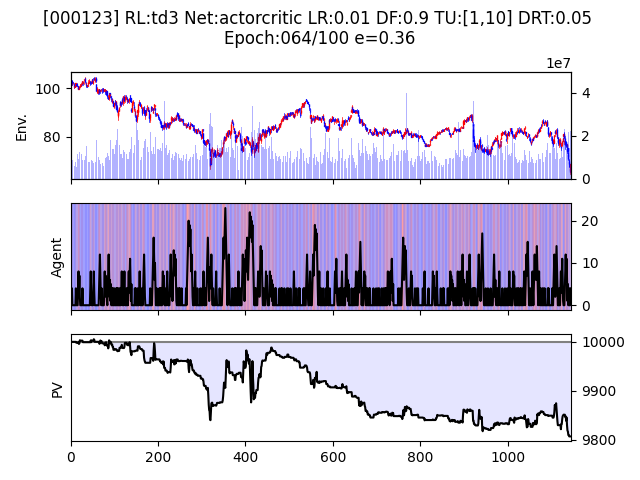 [000123] RL:td3 Net:actorcritic LR:0.01 DF:0.9 TU:[1,10] DRT:0.05
Epoch:064/100 e=0.36
1e7
Env.
100
80
4
2
0
Agent
20
10
0
PV
10000
9900
9800
0 200 400 600 800 1000